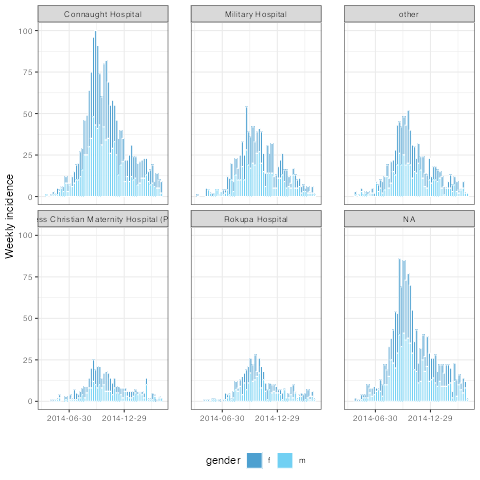 Connaught Hospital Military Hospital other
100
75
50
25
0
ss Christian Maternity Hospital (P Rokupa Hospital NA
100
75
50
25
0
2014-06-30 2014-12-29 2014-06-30 2014-12-29 2014-06-30 2014-12-29
Weekly incidence
gender f m